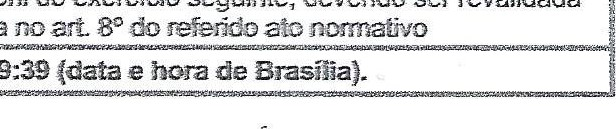 do exercício seguinte, devendo ser revalidada
a no art. 8º do referido ato normativo
9:39 (data e hora de Brasília).